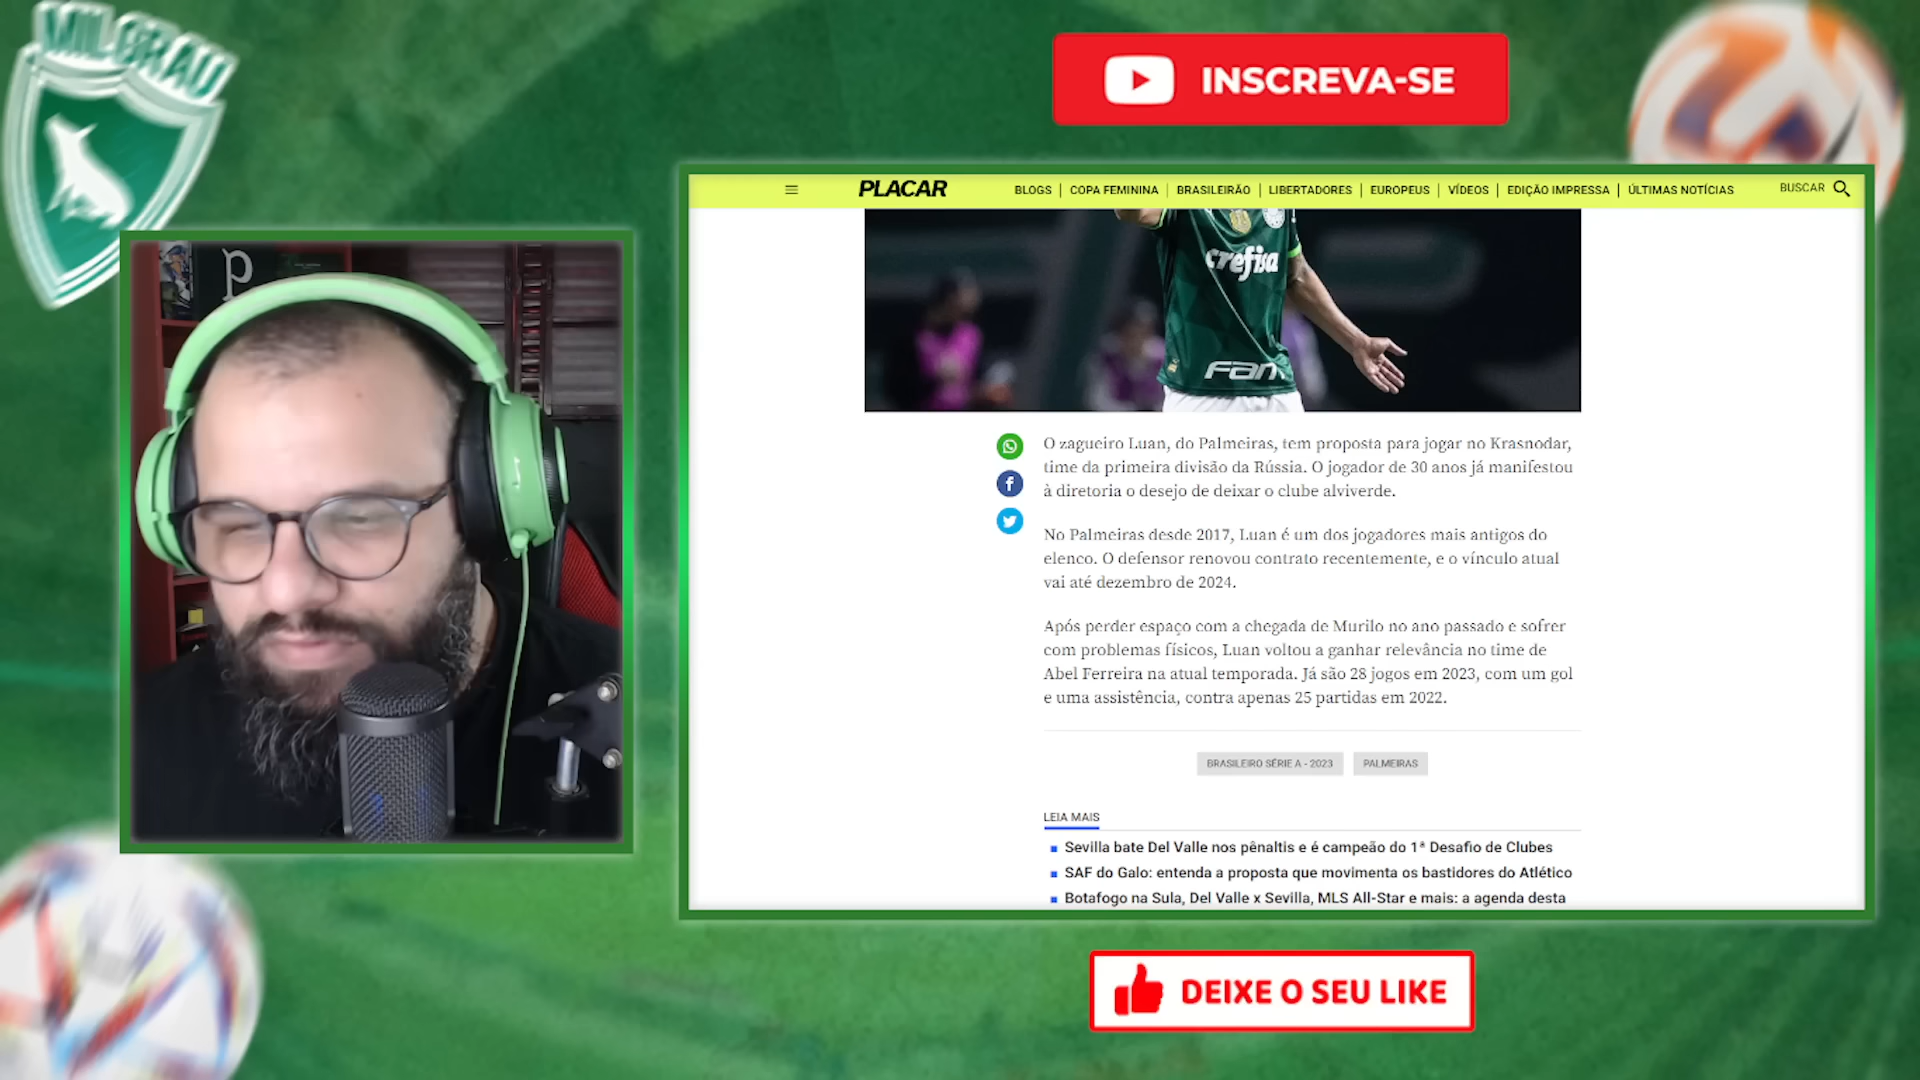 MILGRAU
INSCREVA-SE
PLACAR
BLOGS
COPA FEMININA
BRASILEIRÃO
LIBERTADORES
EUROPEUS
VÍDEOS
EDIÇÃO IMPRESSA
ÚLTIMAS NOTÍCIAS
BUSCAR
p
crefisa
FAN
O zagueiro Luan, do Palmeiras, tem proposta para jogar no Krasnodar,
time da primeira divisão da Rússia. O jogador de 30 anos já manifestou
à diretoria o desejo de deixar o clube alviverde.
No Palmeiras desde 2017, Luan é um dos jogadores mais antigos do
elenco. O defensor renovou contrato recentemente, e o vínculo atual
vai até dezembro de 2024.
Após perder espaço com a chegada de Murilo no ano passado e sofrer
com problemas físicos, Luan voltou a ganhar relevância no time de
Abel Ferreira na atual temporada. Já são 28 jogos em 2023, com um gol
e uma assistência, contra apenas 25 partidas em 2022.
BRASILEIRO SÉRIE A - 2023
PALMEIRAS
LEIA MAIS
Sevilla bate Del Valle nos pênaltis e é campeão do 1ª Desafio de Clubes
SAF do Galo: entenda a proposta que movimenta os bastidores do Atlético
Botafogo na Sula, Del Valle x Sevilla, MLS All-Star e mais: a agenda desta
DEIXE O SEU LIKE